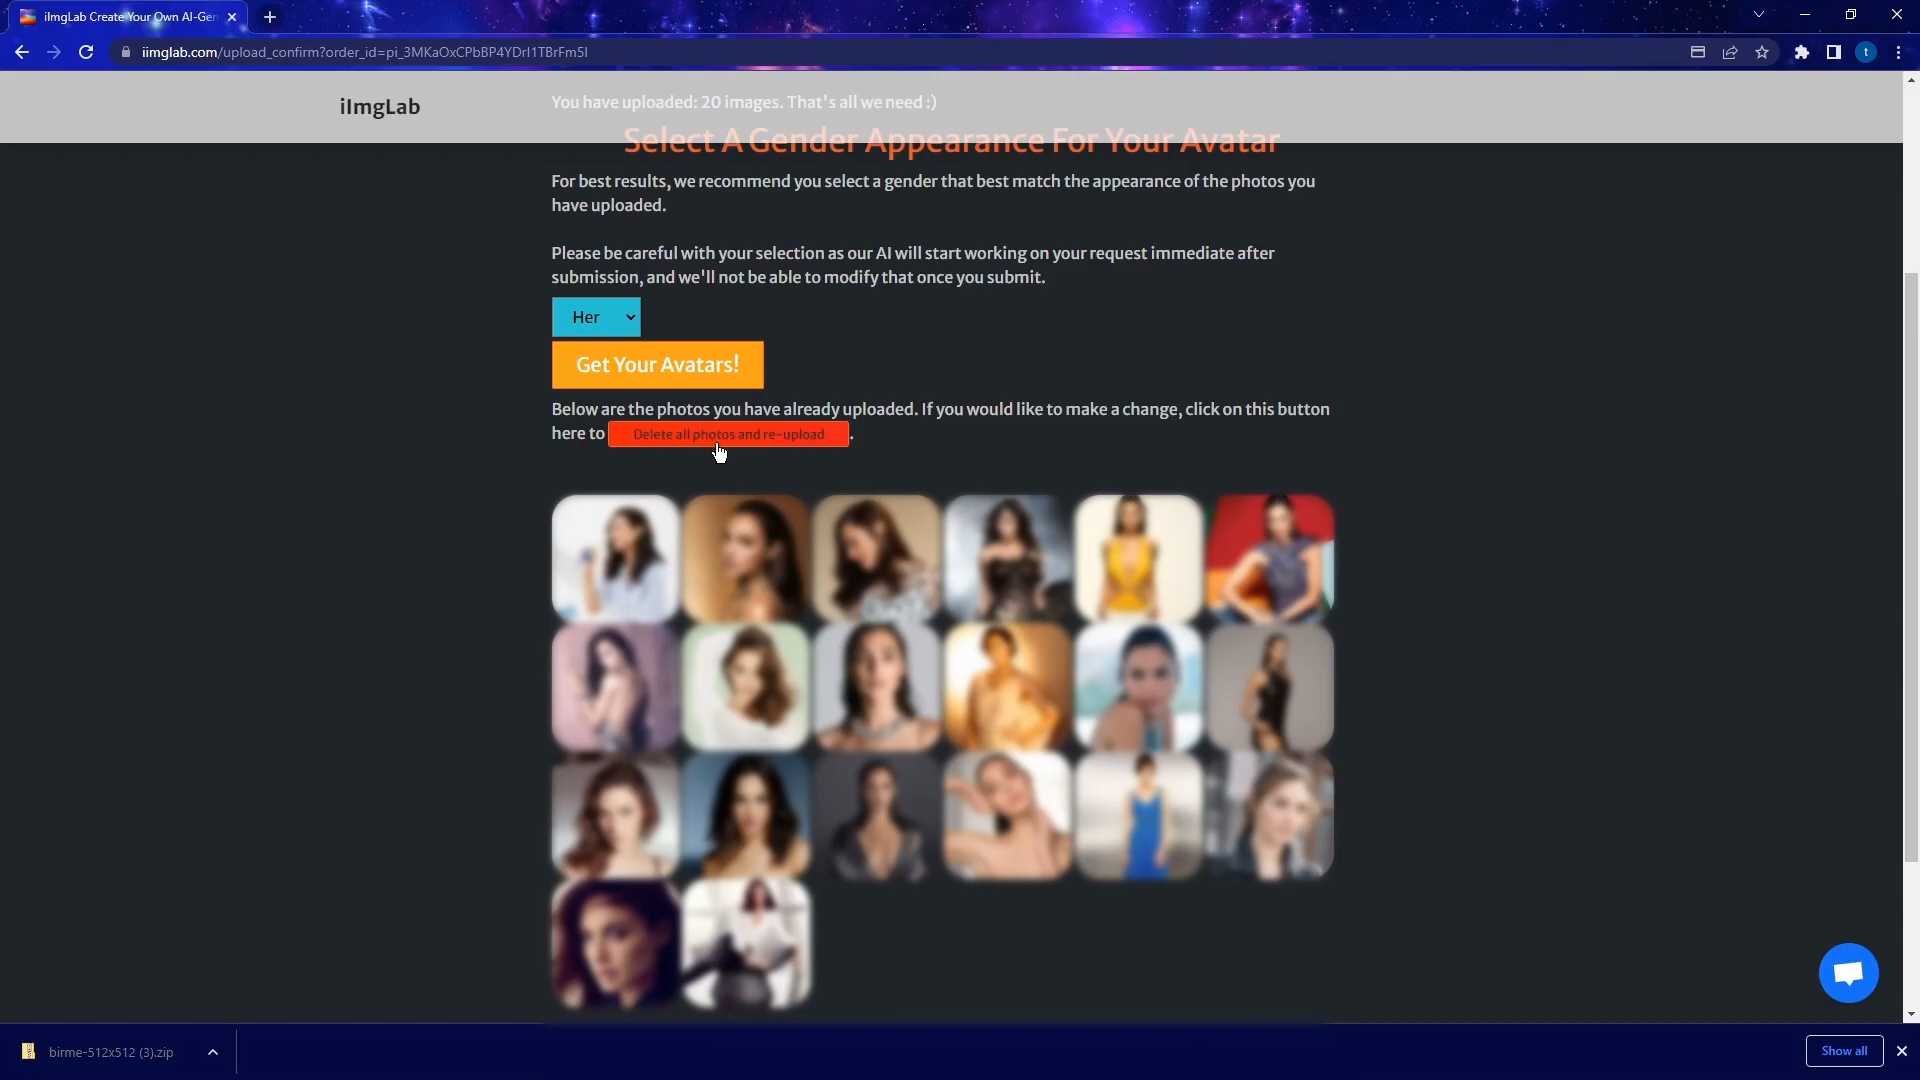 iImgLab Create Your Own AI-Gen
iimglab.com/upload_confirm?order_id=pi_3MKaOxCPbBP4YDrI1TBrFm5I
t
iImgLab
You have uploaded: 20 images. That's all we need :)
Select A Gender Appearance For Your Avatar
For best results, we recommend you select a gender that best match the appearance of the photos you
have uploaded.
Please be careful with your selection as our AI will start working on your request immediate after
submission, and we'll not be able to modify that once you submit.
Her
Get Your Avatars!
Below are the photos you have already uploaded. If you would like to make a change, click on this button
here to Delete all photos and re-upload.
birme-512x512 (3).zip
Show all